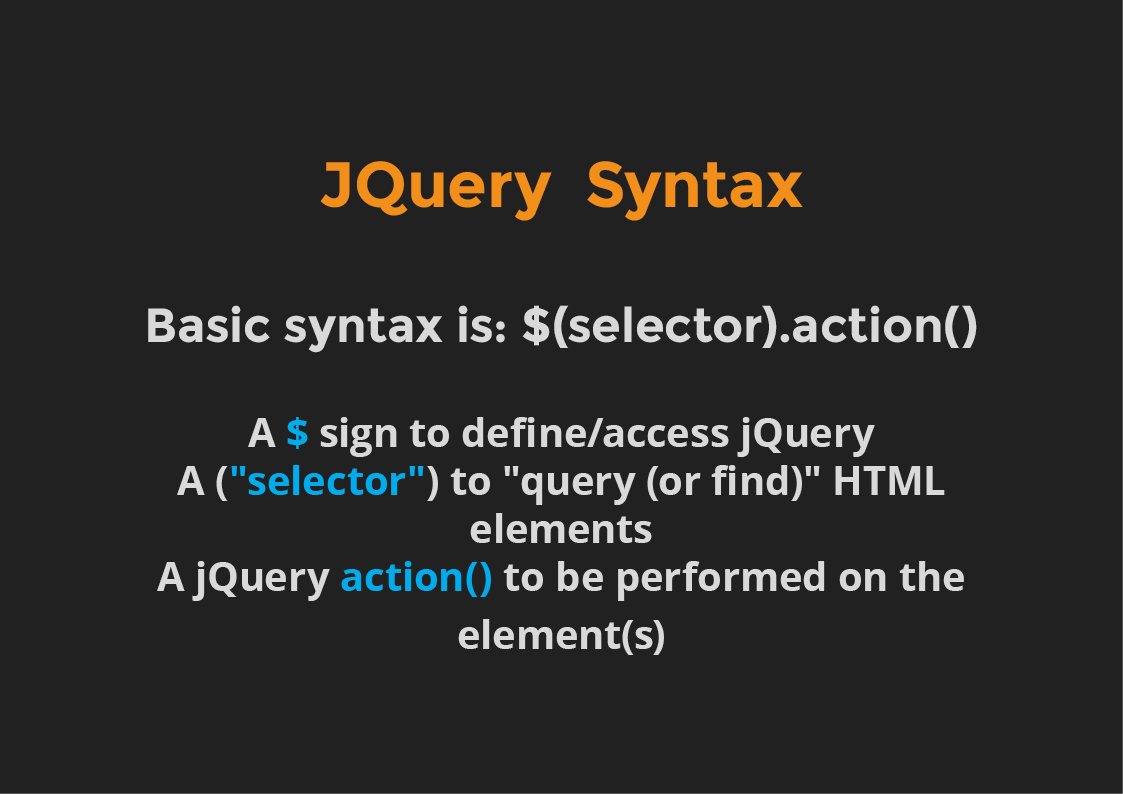 JQuery Syntax
Basic syntax is: $(selector).action()
A $ sign to define/access jQuery
A ("selector") to "query (or find)" HTML
elements
A jQuery action() to be performed on the
element(s)